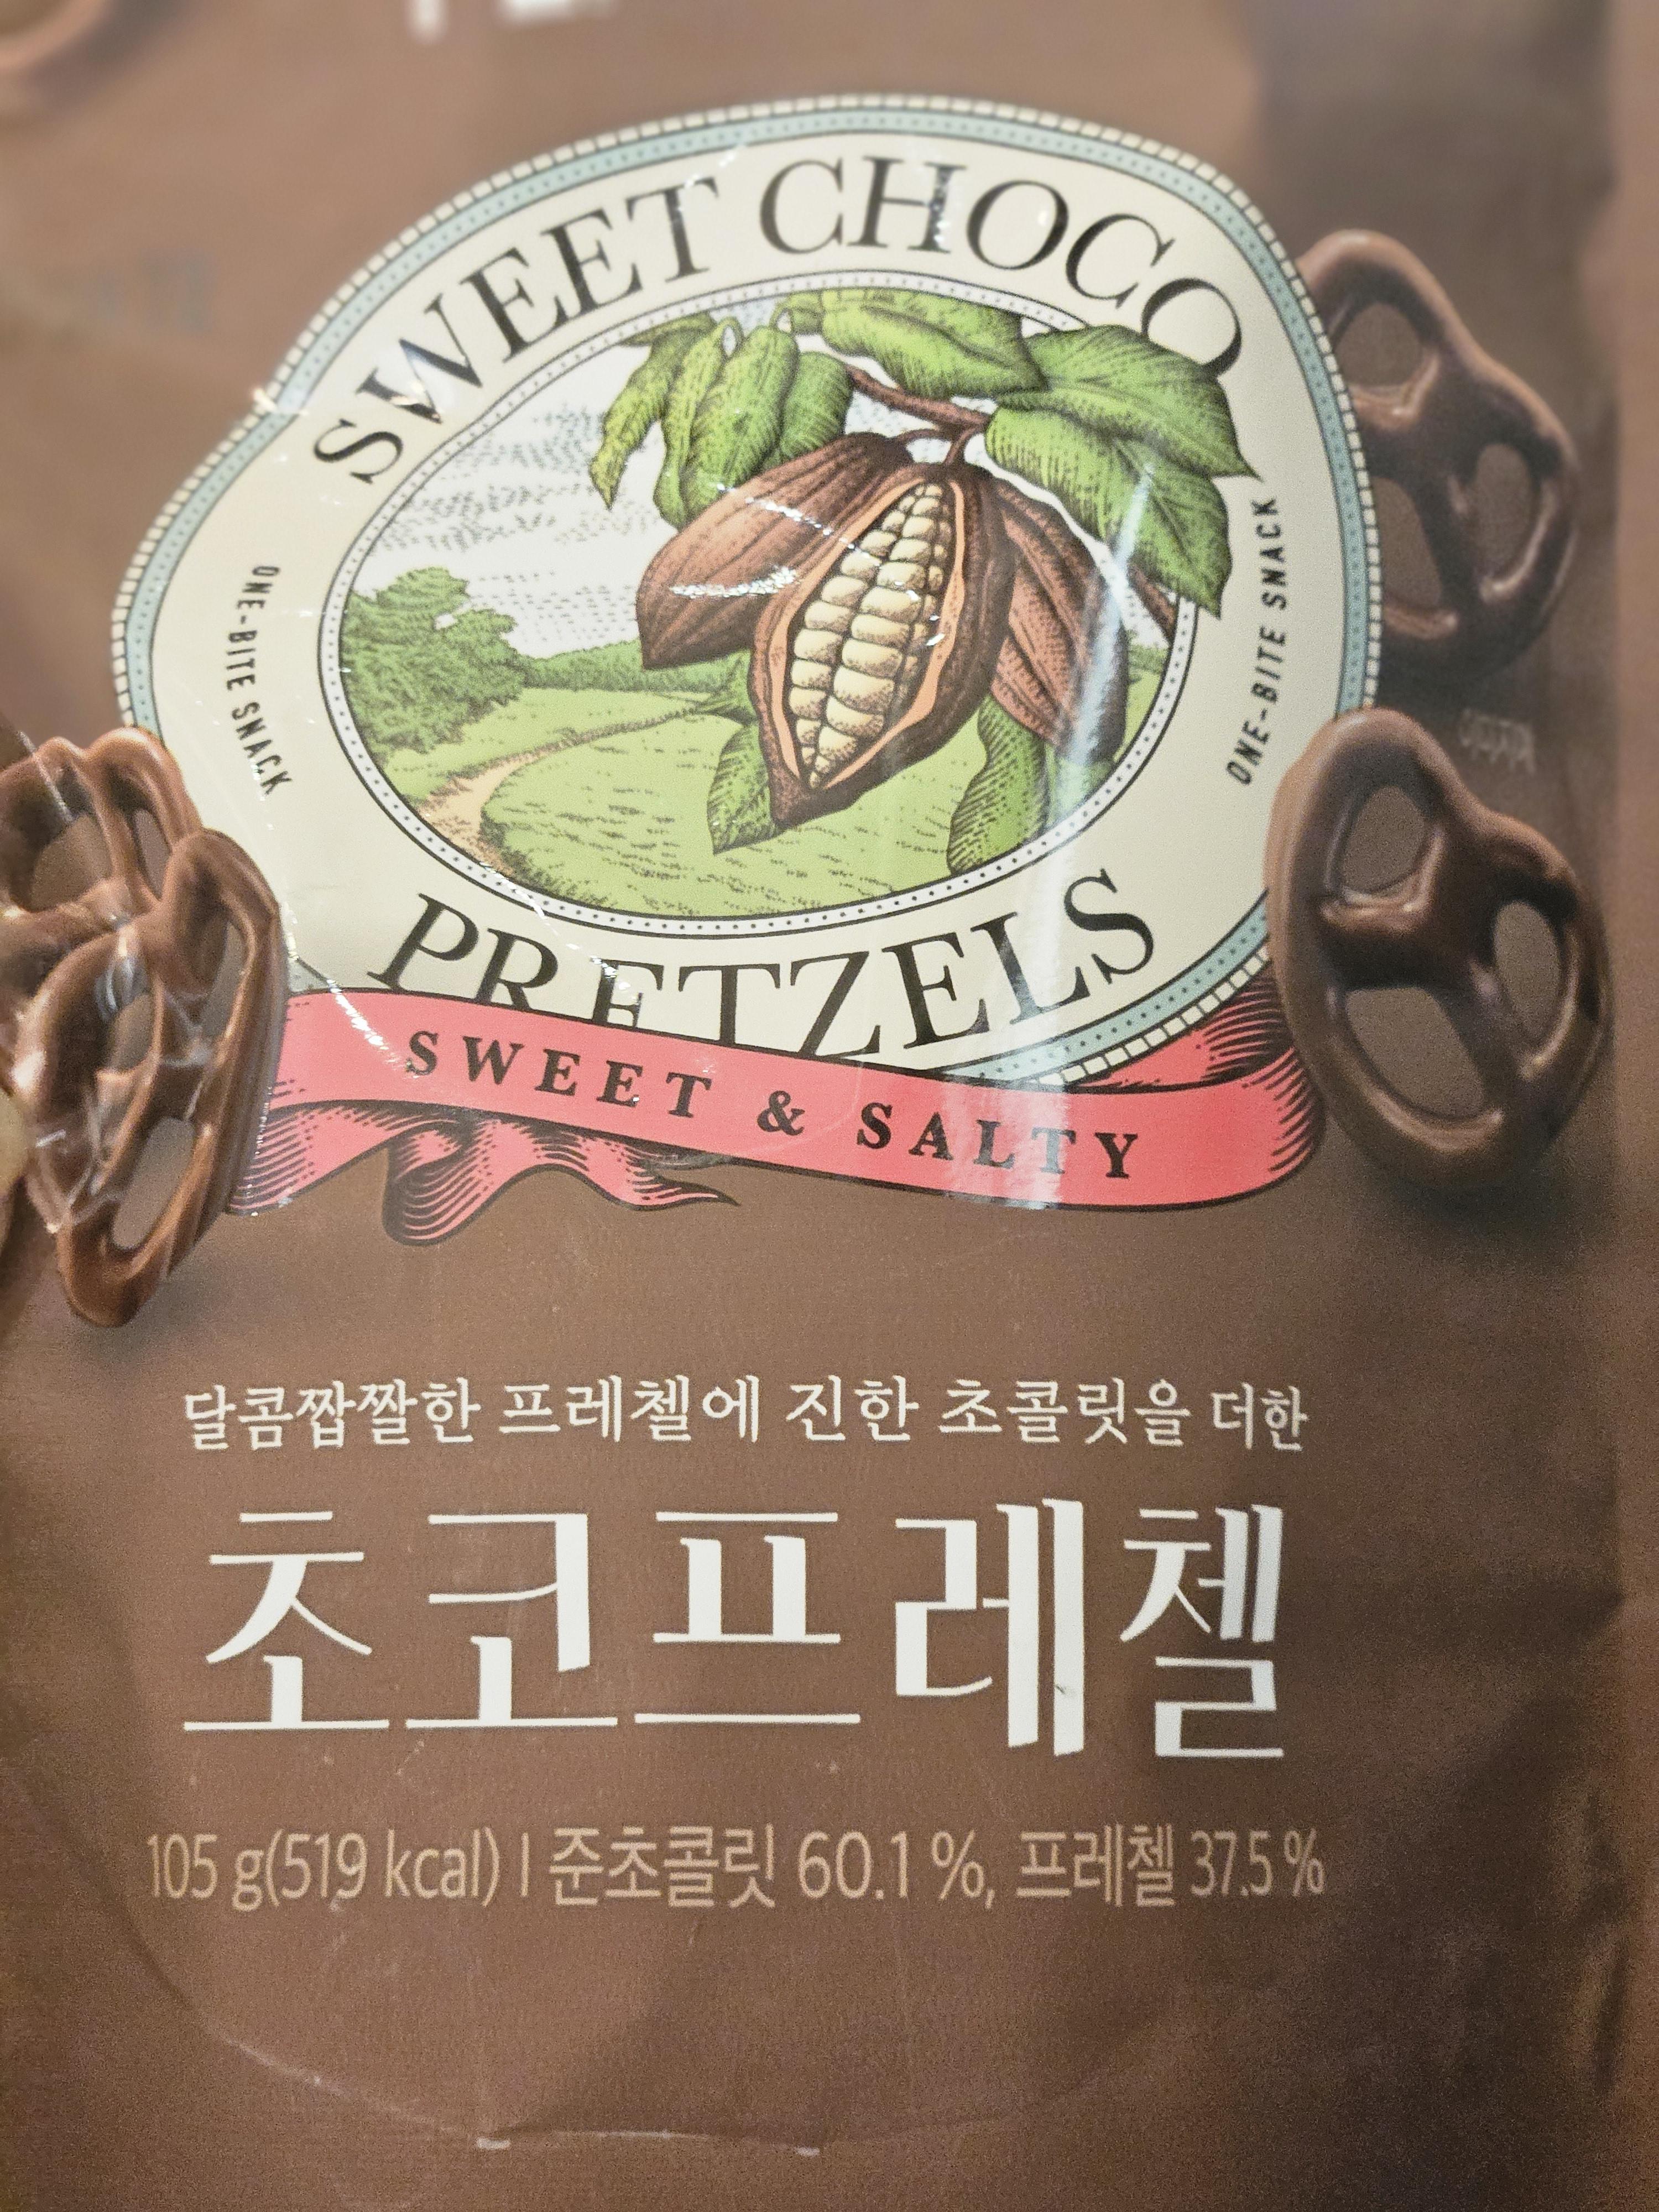 SWEET CHOCO
ONE-BITE SNACK
ONE-BITE SNACK
PRETZELS
SWEET & SALTY
달콤짭짤한 프레첼에 진한 초콜릿을 더한
초코프레첼
105 g(519 kcal) | 준초콜릿 60.1 %, 프레첼 37.5 %